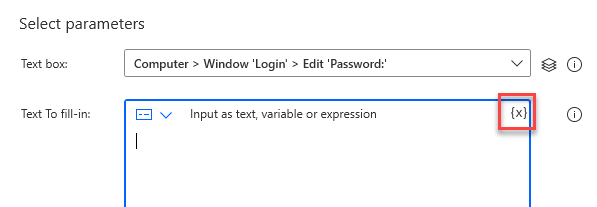 Select parameters
Text box: Computer > Window 'Login' > Edit 'Password:'
Text To fill-in: Input as text, variable or expression {x}